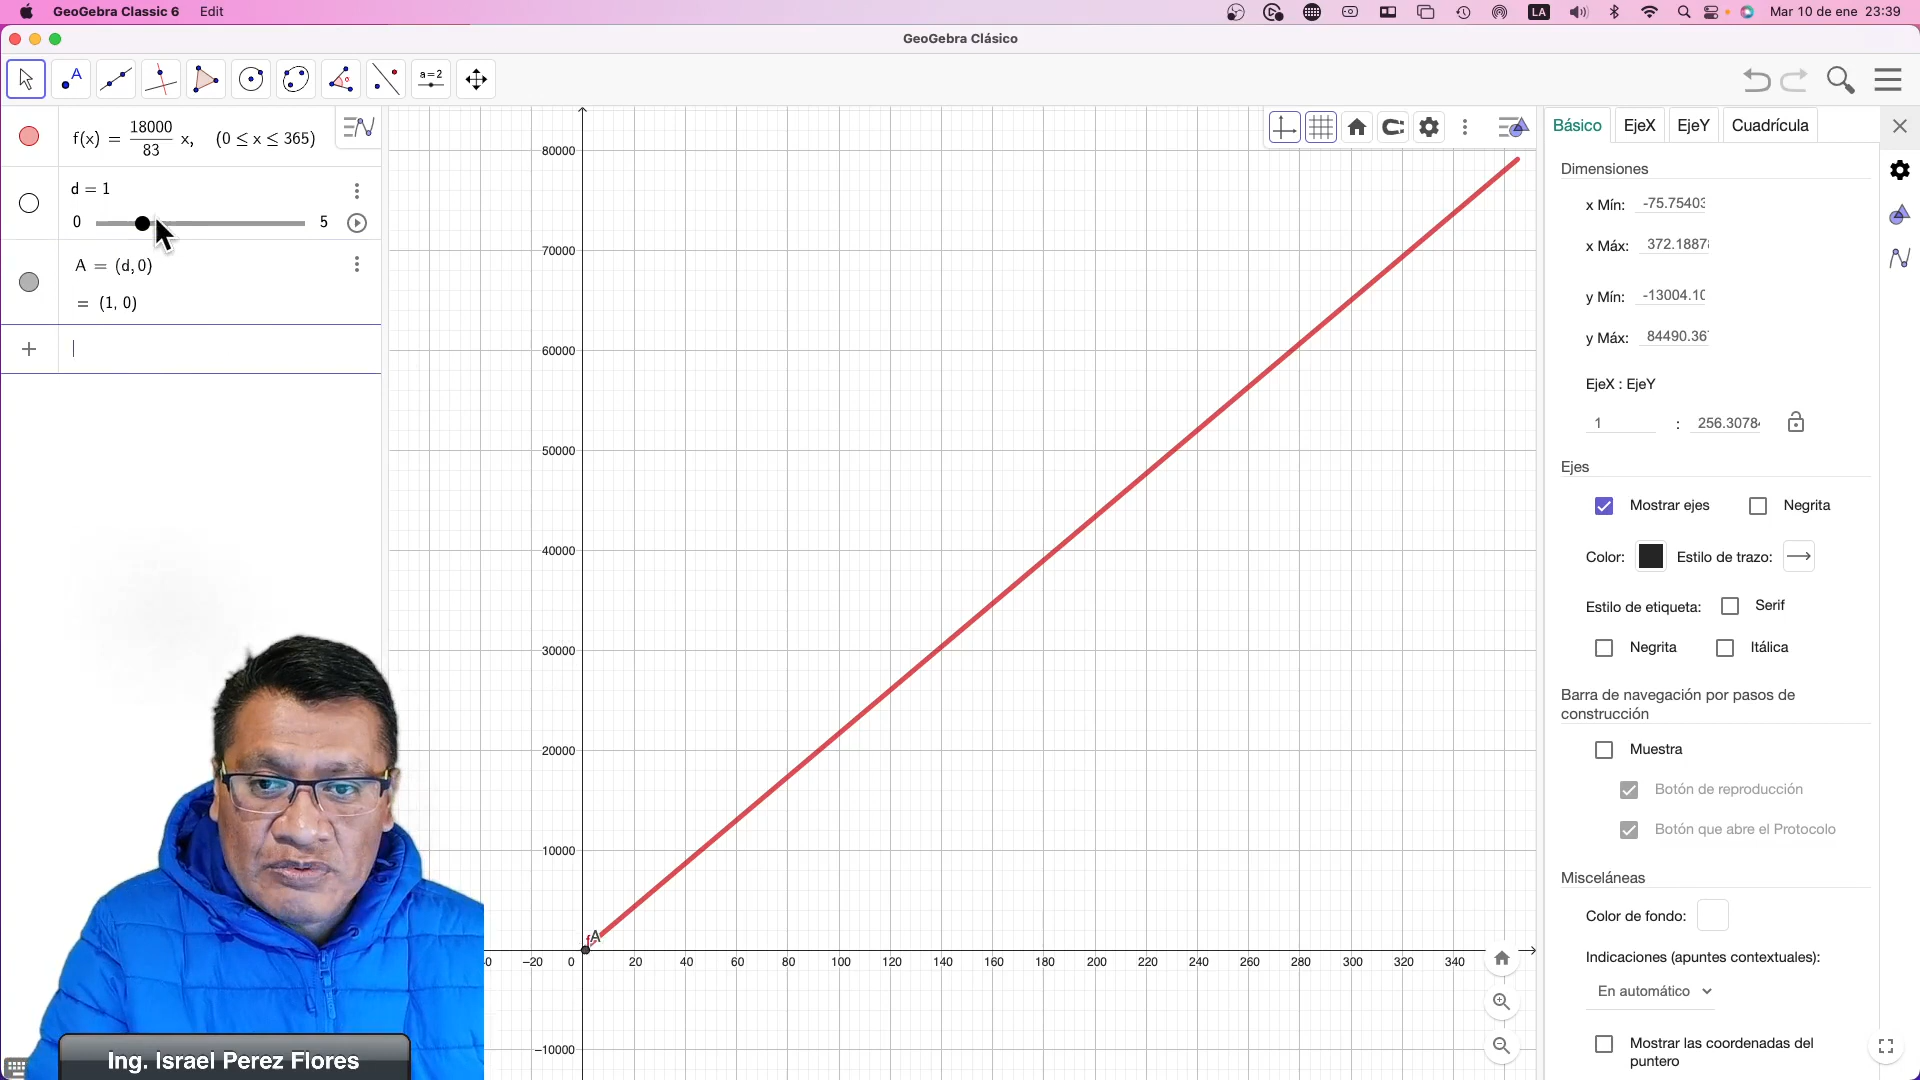 GeoGebra Classic 6 Edit
LA
Mar 10 de ene 23:39
GeoGebra Clásico
A
a=2
f(x) = 18000/83 x, (0 ≤ x ≤ 365)
d = 1
0 5
A = (d, 0)
= (1, 0)
+
80000
70000
60000
50000
40000
30000
20000
10000
−10000
f A
−20 0 20 40 60 80 100 120 140 160 180 200 220 240 260 280 300 320 340
Básico EjeX EjeY Cuadrícula
Dimensiones
x Mín: -75.75403
x Máx: 372.1887
y Mín: -13004.10
y Máx: 84490.36
EjeX : EjeY
1 : 256.3078
Ejes
Mostrar ejes Negrita
Color: Estilo de trazo:
Estilo de etiqueta: Serif
Negrita Itálica
Barra de navegación por pasos de
construcción
Muestra
Botón de reproducción
Botón que abre el Protocolo
Misceláneas
Color de fondo:
Indicaciones (apuntes contextuales):
En automático
Mostrar las coordenadas del
puntero
Ing. Israel Perez Flores